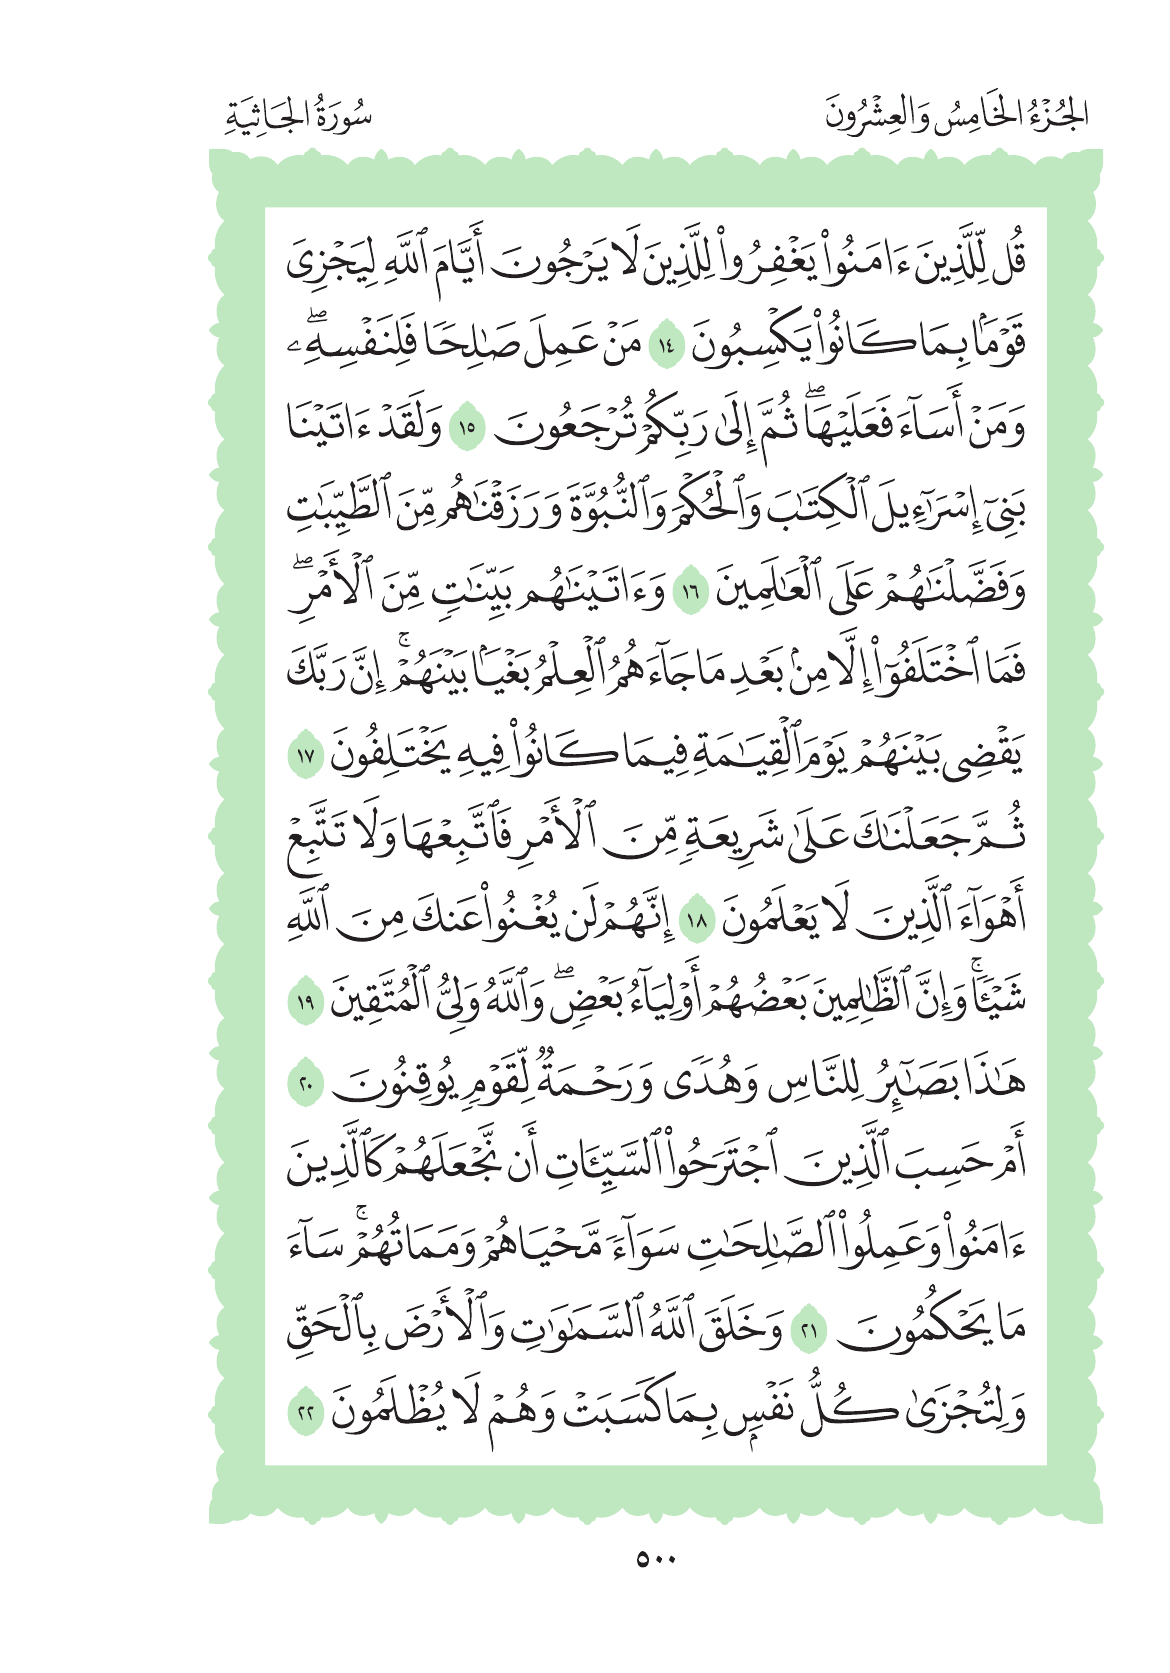 الجُزْءُ الخَامِسُ وَالعِشْرُونَ
سُورَةُ الجَاثِيَةِ
قُل لِّلَّذِينَ ءَامَنُواْ يَغْفِرُواْ لِلَّذِينَ لَا يَرْجُونَ أَيَّامَ ٱللَّهِ لِيَجْزِىَ
قَوْمَۢا بِمَا كَانُواْ يَكْسِبُونَ ١٤ مَنْ عَمِلَ صَٰلِحًا فَلِنَفْسِهِۦۖ
وَمَنْ أَسَآءَ فَعَلَيْهَاۖ ثُمَّ إِلَىٰ رَبِّكُمْ تُرْجَعُونَ ١٥ وَلَقَدْ ءَاتَيْنَا
بَنِىٓ إِسْرَٰٓءِيلَ ٱلْكِتَٰبَ وَٱلْحُكْمَ وَٱلنُّبُوَّةَ وَرَزَقْنَٰهُم مِّنَ ٱلطَّيِّبَٰتِ
وَفَضَّلْنَٰهُمْ عَلَى ٱلْعَٰلَمِينَ ١٦ وَءَاتَيْنَٰهُم بَيِّنَٰتٍ مِّنَ ٱلْأَمْرِۖ
فَمَا ٱخْتَلَفُوٓاْ إِلَّا مِنۢ بَعْدِ مَا جَآءَهُمُ ٱلْعِلْمُ بَغْيَۢا بَيْنَهُمْۚ إِنَّ رَبَّكَ
يَقْضِى بَيْنَهُمْ يَوْمَ ٱلْقِيَٰمَةِ فِيمَا كَانُواْ فِيهِ يَخْتَلِفُونَ ١٧
ثُمَّ جَعَلْنَٰكَ عَلَىٰ شَرِيعَةٍ مِّنَ ٱلْأَمْرِ فَٱتَّبِعْهَا وَلَا تَتَّبِعْ
أَهْوَآءَ ٱلَّذِينَ لَا يَعْلَمُونَ ١٨ إِنَّهُمْ لَن يُغْنُواْ عَنكَ مِنَ ٱللَّهِ
شَيْـًٔاۚ وَإِنَّ ٱلظَّٰلِمِينَ بَعْضُهُمْ أَوْلِيَآءُ بَعْضٍۖ وَٱللَّهُ وَلِىُّ ٱلْمُتَّقِينَ ١٩
هَٰذَا بَصَٰٓئِرُ لِلنَّاسِ وَهُدًى وَرَحْمَةٌ لِّقَوْمٍ يُوقِنُونَ ٢٠
أَمْ حَسِبَ ٱلَّذِينَ ٱجْتَرَحُواْ ٱلسَّيِّـَٔاتِ أَن نَّجْعَلَهُمْ كَٱلَّذِينَ
ءَامَنُواْ وَعَمِلُواْ ٱلصَّٰلِحَٰتِ سَوَآءً مَّحْيَاهُمْ وَمَمَاتُهُمْۚ سَآءَ
مَا يَحْكُمُونَ ٢١ وَخَلَقَ ٱللَّهُ ٱلسَّمَٰوَٰتِ وَٱلْأَرْضَ بِٱلْحَقِّ
وَلِتُجْزَىٰ كُلُّ نَفْسٍۭ بِمَا كَسَبَتْ وَهُمْ لَا يُظْلَمُونَ ٢٢
٥٠٠